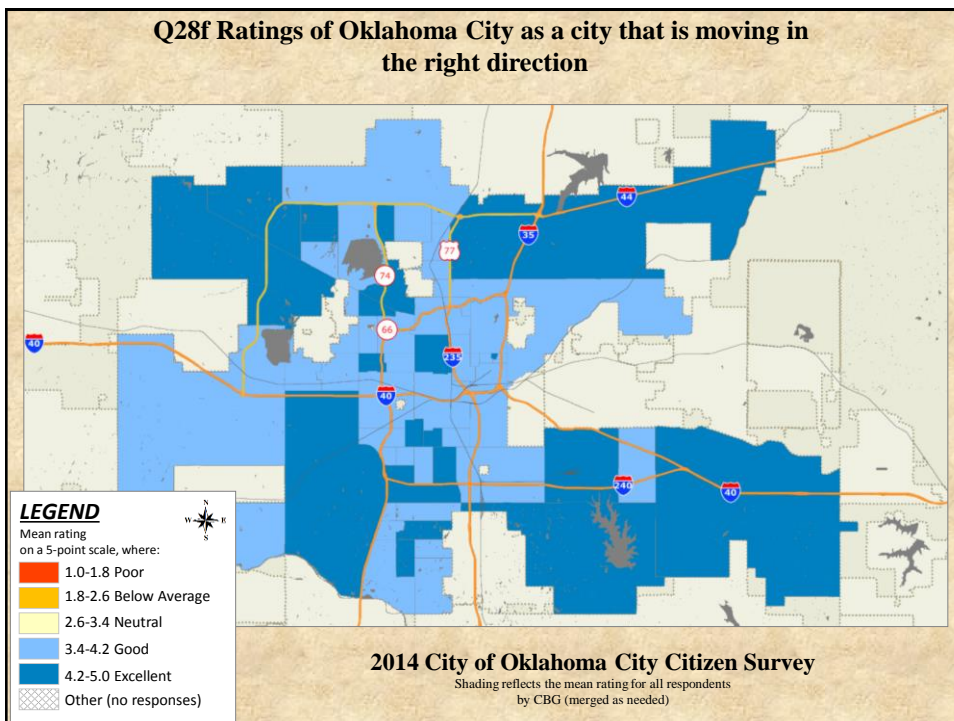 Q28f Ratings of Oklahoma City as a city that is moving in
the right direction
44
35
77
74
66
40
235
40
240
40
LEGEND
Mean rating
on a 5-point scale, where:
N
W
E
S
1.0-1.8 Poor
1.8-2.6 Below Average
2.6-3.4 Neutral
3.4-4.2 Good
4.2-5.0 Excellent
Other (no responses)
2014 City of Oklahoma City Citizen Survey
Shading reflects the mean rating for all respondents
by CBG (merged as needed)